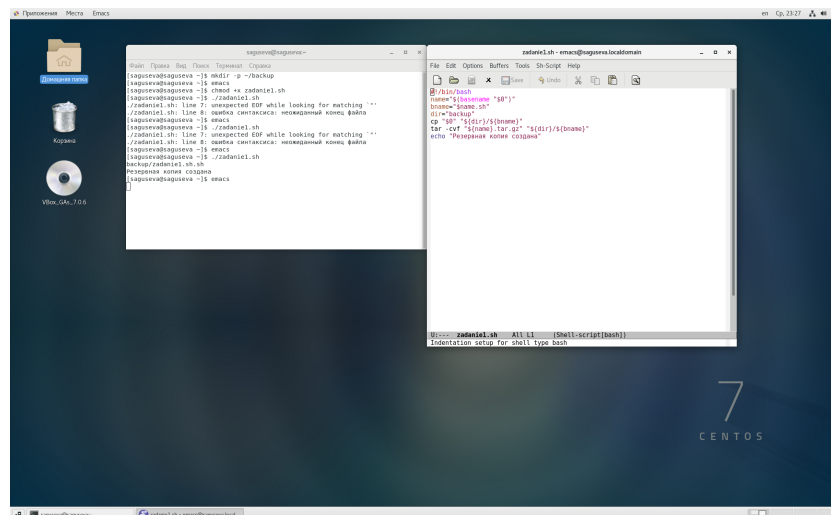 Приложения Места Emacs
en Ср, 23:27
Домашняя папка
Корзина
VBox_GAs_7.0.6
saguseva@saguseva:~
Файл Правка Вид Поиск Терминал Справка
[saguseva@saguseva ~]$ mkdir -p ~/backup
[saguseva@saguseva ~]$ emacs
[saguseva@saguseva ~]$ chmod +x zadanie1.sh
[saguseva@saguseva ~]$ ./zadanie1.sh
./zadanie1.sh: line 7: unexpected EOF while looking for matching `"'
./zadanie1.sh: line 8: ошибка синтаксиса: неожиданный конец файла
[saguseva@saguseva ~]$ emacs
[saguseva@saguseva ~]$ ./zadanie1.sh
./zadanie1.sh: line 7: unexpected EOF while looking for matching `"'
./zadanie1.sh: line 8: ошибка синтаксиса: неожиданный конец файла
[saguseva@saguseva ~]$ emacs
[saguseva@saguseva ~]$ ./zadanie1.sh
backup/zadanie1.sh.sh
Резервная копия создана
[saguseva@saguseva ~]$ emacs
zadanie1.sh - emacs@saguseva.localdomain
File Edit Options Buffers Tools Sh-Script Help
Save Undo
#!/bin/bash
name="$(basename "$0")"
bname="$name.sh"
dir="backup"
cp "$0" "${dir}/${bname}"
tar -cvf "${name}.tar.gz" "${dir}/${bname}"
echo "Резервная копия создана"
U:--- zadanie1.sh All L1 (Shell-script[bash])
Indentation setup for shell type bash
7
CENTOS